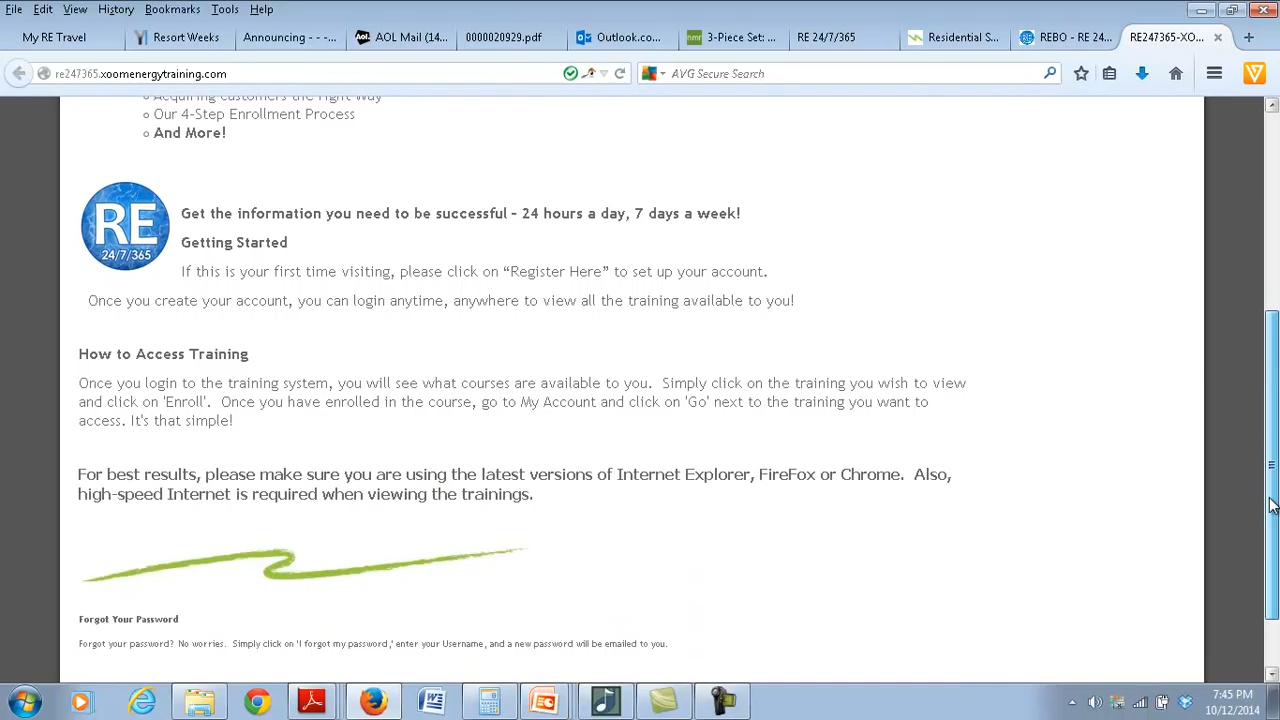 File Edit View History Bookmarks Tools Help
My RE Travel Resort Weeks Announcing - - -... AOL Mail (14... 0000020929.pdf Outlook.co... 3-Piece Set: ... RE 24/7/365 Residential S... REBO - RE 24... RE247365-XO...
re247365.xoomenergytraining.com AVG Secure Search
Acquiring customers the Right Way
Our 4-Step Enrollment Process
And More!
RE
24/7/365
Get the information you need to be successful - 24 hours a day, 7 days a week!
Getting Started
If this is your first time visiting, please click on “Register Here” to set up your account.
Once you create your account, you can login anytime, anywhere to view all the training available to you!
How to Access Training
Once you login to the training system, you will see what courses are available to you. Simply click on the training you wish to view
and click on 'Enroll'. Once you have enrolled in the course, go to My Account and click on 'Go' next to the training you want to
access. It's that simple!
For best results, please make sure you are using the latest versions of Internet Explorer, FireFox or Chrome. Also,
high-speed Internet is required when viewing the trainings.
Forgot Your Password
Forgot your password? No worries. Simply click on 'I forgot my password,' enter your Username, and a new password will be emailed to you.
7:45 PM
10/12/2014